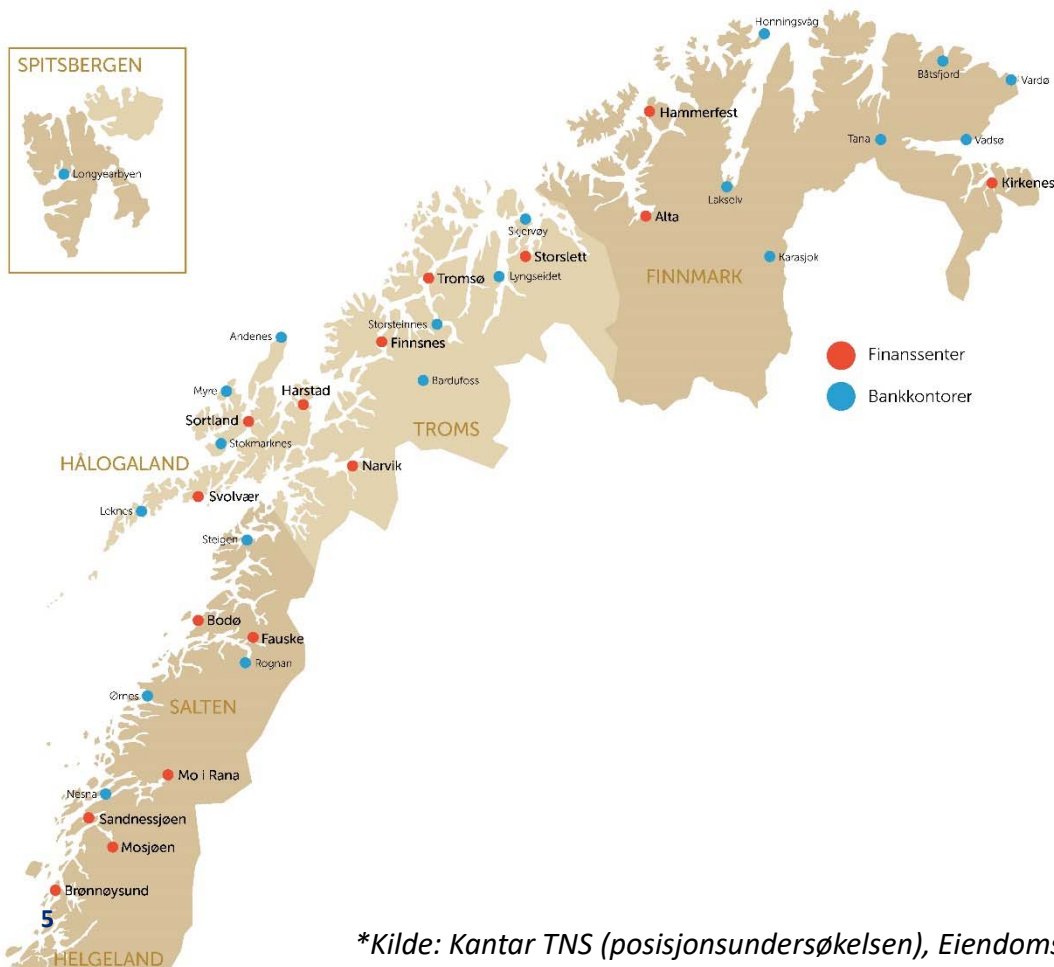 Honningsvåg
SPITSBERGEN
Båtsfjord
Vardø
Hammerfest
Tana
Vadsø
Longyearbyen
Kirkenes
Lakselv
Alta
Skjervøy
Storslett
Karasjok
Tromsø
Lyngseidet
FINNMARK
Storsteinnes
Andenes
Finnsnes
Finanssenter
Bardufoss
Myre
Harstad
Bankkontorer
Sortland
TROMS
Stokmarknes
HÅLOGALAND
Narvik
Svolvær
Leknes
Steigen
Bodø
Fauske
Rognan
Ørnes
SALTEN
Mo i Rana
Nesna
Sandnessjøen
Mosjøen
Brønnøysund
5
*Kilde: Kantar TNS (posisjonsundersøkelsen), Eiendoms
HELGELAND